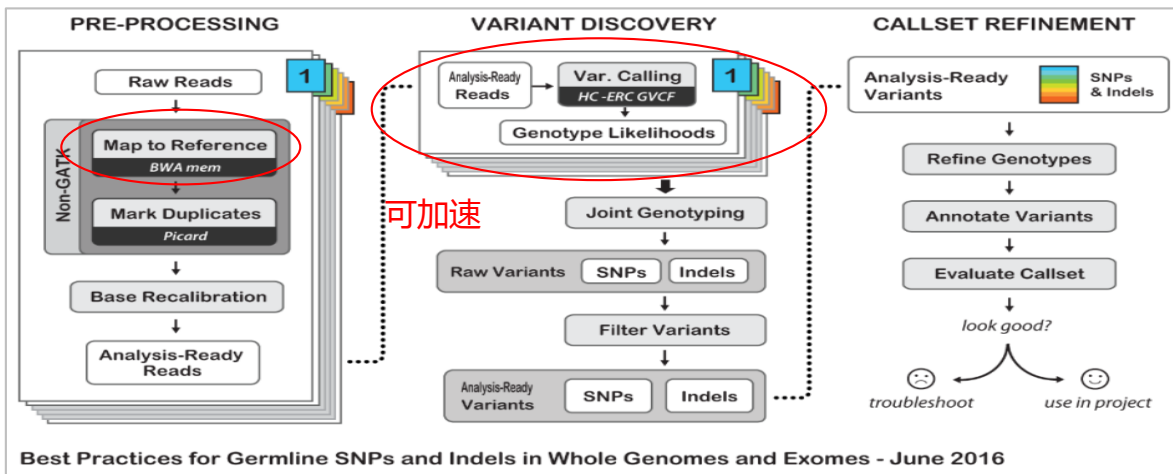 PRE-PROCESSING
Raw Reads
1
Non-GATK
Map to Reference
BWA mem
Mark Duplicates
Picard
Base Recalibration
Analysis-Ready
Reads
VARIANT DISCOVERY
Analysis-Ready
Reads
Var. Calling
HC -ERC GVCF
1
Genotype Likelihoods
可加速
Joint Genotyping
Raw Variants
SNPs
Indels
Filter Variants
Analysis-Ready
Variants
SNPs
Indels
CALLSET REFINEMENT
Analysis-Ready
Variants
SNPs
& Indels
Refine Genotypes
Annotate Variants
Evaluate Callset
look good?
troubleshoot
use in project
Best Practices for Germline SNPs and Indels in Whole Genomes and Exomes - June 2016